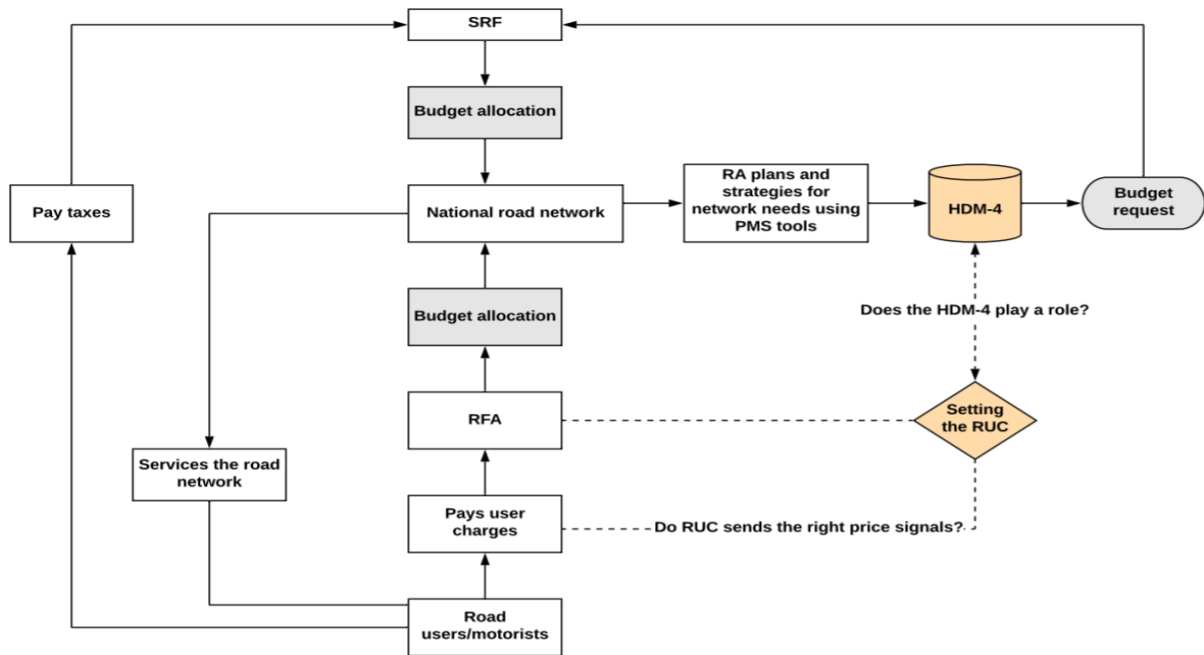 SRF
Budget allocation
Pay taxes
National road network
RA plans and
strategies for
network needs using
PMS tools
HDM-4
Budget
request
Budget allocation
Does the HDM-4 play a role?
RFA
Setting
the RUC
Services the road
network
Pays user
charges
Do RUC sends the right price signals?
Road
users/motorists